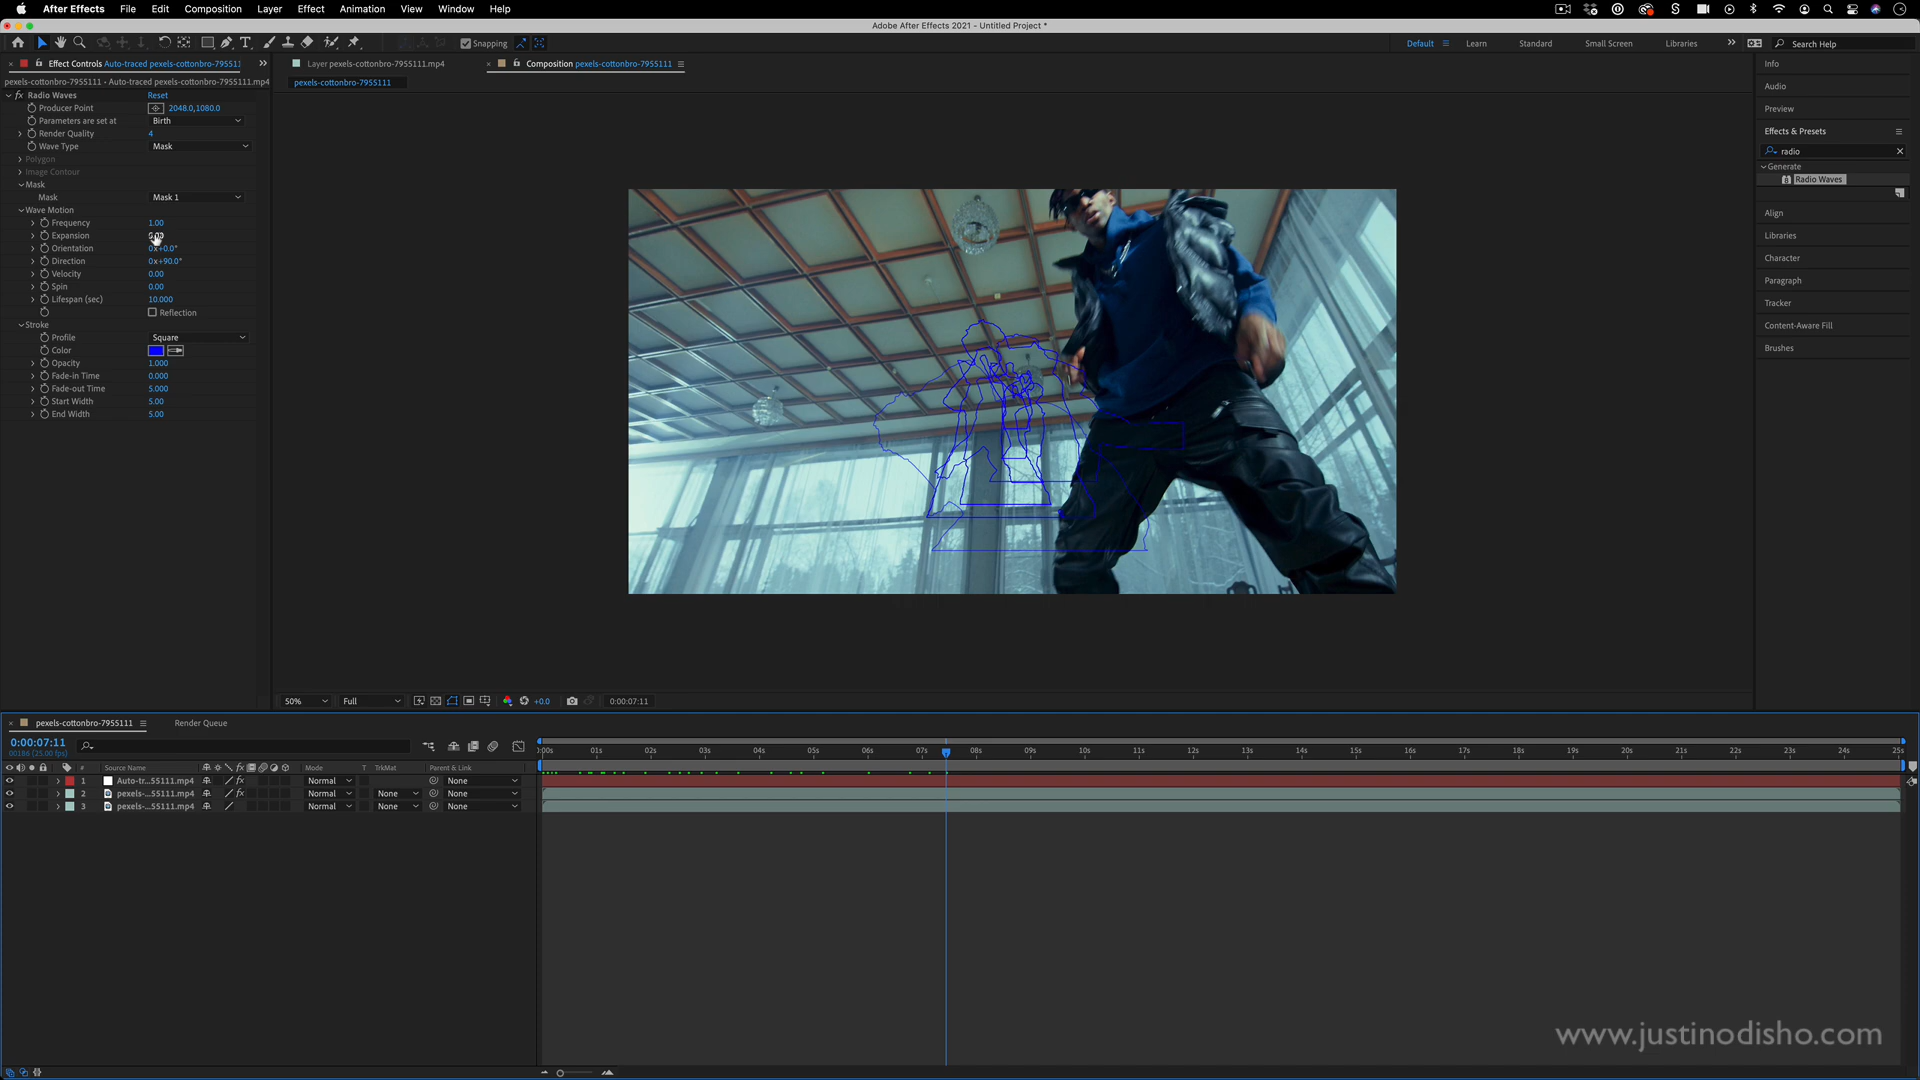 After Effects File Edit Composition Layer Effect Animation View Window Help
Adobe After Effects 2021 - Untitled Project *
Snapping Default Learn Standard Small Screen Libraries Search Help
Effect Controls Auto-traced pexels-cottonbro-79551
Layer pexels-cottonbro-7955111.mp4
Composition pexels-cottonbro-7955111
Info
pexels-cottonbro-7955111 • Auto-traced pexels-cottonbro-7955111.mp4
pexels-cottonbro-7955111
Audio
fx Radio Waves Reset
Producer Point 2048.0,1080.0
Preview
Parameters are set at Birth
Render Quality 4
Effects & Presets
Wave Type Mask
radio
Polygon
Generate
Image Contour
Radio Waves
Mask
Mask Mask 1
Wave Motion
Align
Frequency 1.00
Expansion
Libraries
Orientation 0x+0.0°
Direction 0x+90.0°
Character
Velocity 0.00
Paragraph
Spin 0.00
Lifespan (sec) 10.000
Tracker
Reflection
Stroke
Content-Aware Fill
Profile Square
Color
Brushes
Opacity 1.000
Fade-in Time 0.000
Fade-out Time 5.000
Start Width 5.00
End Width 5.00
50% Full +0.0 0:00:07:11
pexels-cottonbro-7955111 Render Queue
0:00:07:11
00186 (25.00 fps)
:00s 01s 02s 03s 04s 05s 06s 07s 08s 09s 10s 11s 12s 13s 14s 15s 16s 17s 18s 19s 20s 21s 22s 23s 24s 25s
# Source Name fx Mode T TrkMat Parent & Link
1 Auto-tr...55111.mp4 fx Normal None
2 pexels-...55111.mp4 fx Normal None None
3 pexels-...55111.mp4 Normal None None
www.justinodisho.com